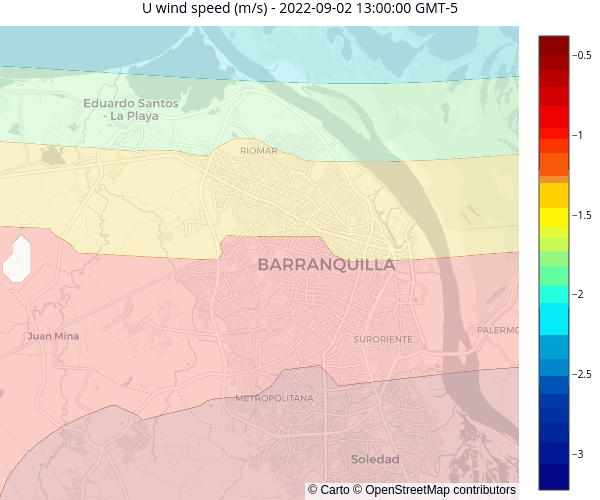 U wind speed (m/s) - 2022-09-02 13:00:00 GMT-5
−0.5
Eduardo Santos
- La Playa
−1
RIOMAR
−1.5
BARRANQUILLA
−2
Juan Mina
PALERMO
SURORIENTE
−2.5
METROPOLITANA
Soledad
−3
© Carto © OpenStreetMap contributors